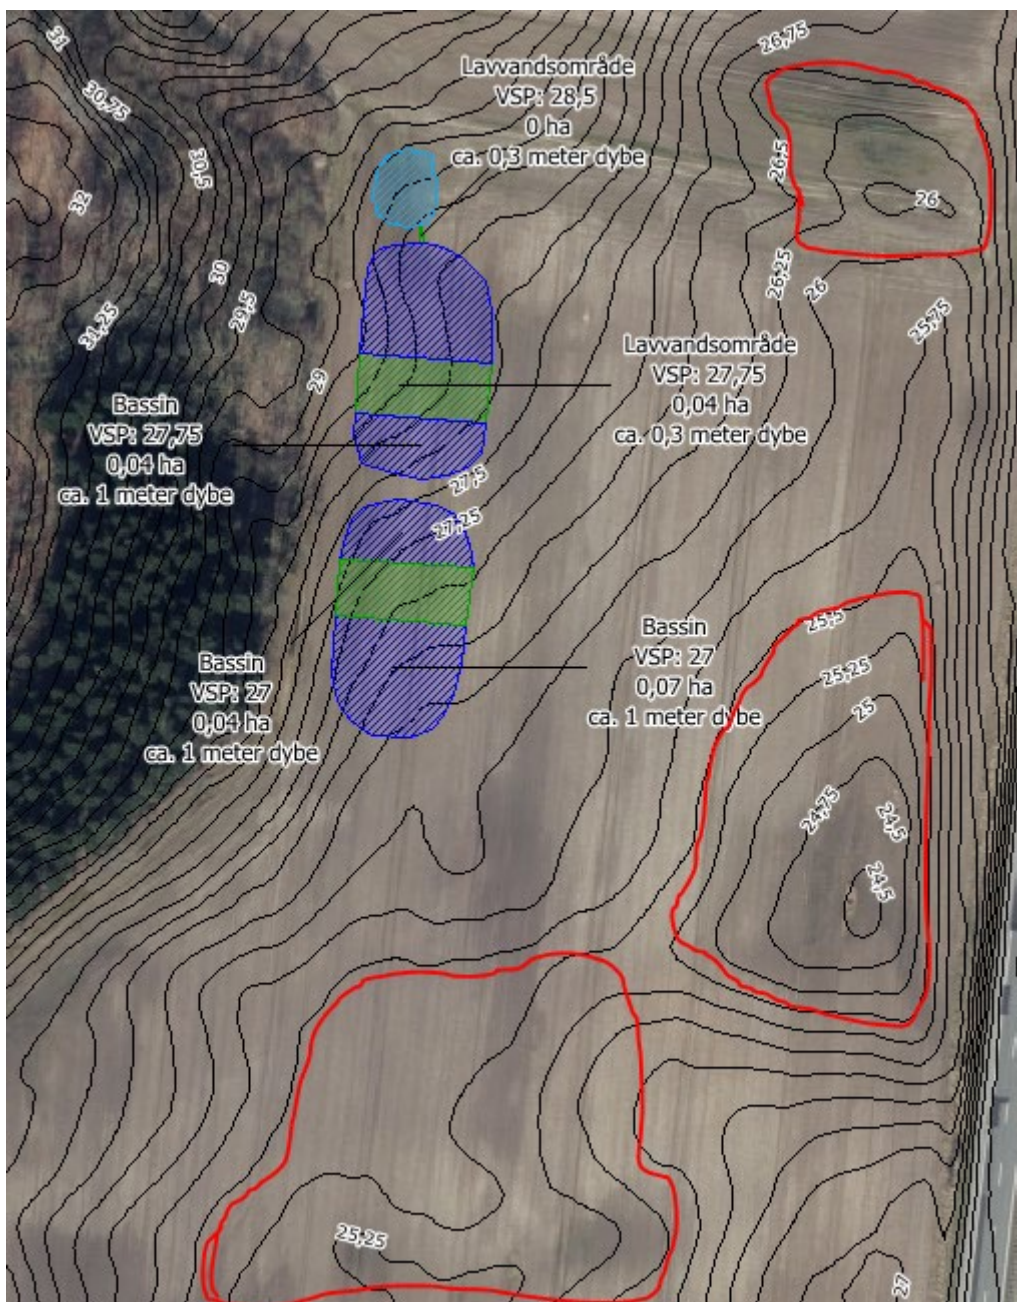 31
26,75
Lavvandsområde
VSP: 28,5
0 ha
ca. 0,3 meter dybe
30,75
30,5
26,5
32
26
30
26,25
26
29,5
31,25
25,75
Lavvandsområde
VSP: 27,75
0,04 ha
ca. 0,3 meter dybe
29
Bassin
VSP: 27,75
0,04 ha
ca. 1 meter dybe
27,5
27,25
25,5
Bassin
VSP: 27
0,07 ha
ca. 1 meter dybe
Bassin
VSP: 27
0,04 ha
ca. 1 meter dybe
25,25
25
24,75
24,5
24,5
25,25
27